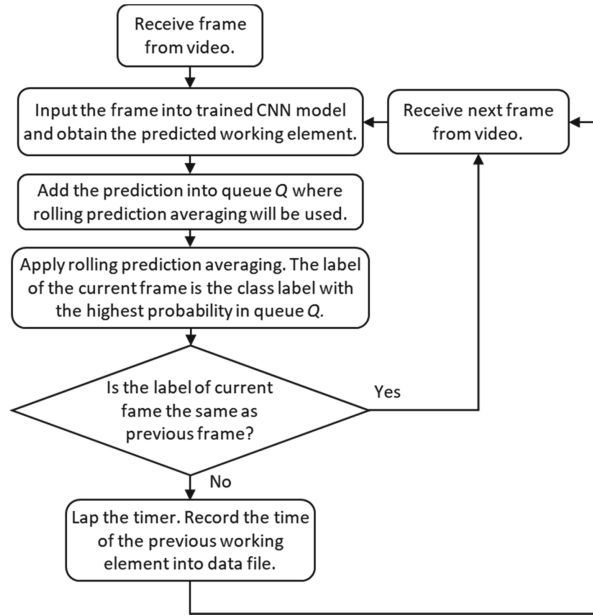 Receive frame
from video.
Input the frame into trained CNN model
and obtain the predicted working element.
Receive next frame
from video.
Add the prediction into queue Q where
rolling prediction averaging will be used.
Apply rolling prediction averaging. The label
of the current frame is the class label with
the highest probability in queue Q.
Is the label of current
fame the same as
previous frame?
Yes
No
Lap the timer. Record the time
of the previous working
element into data file.